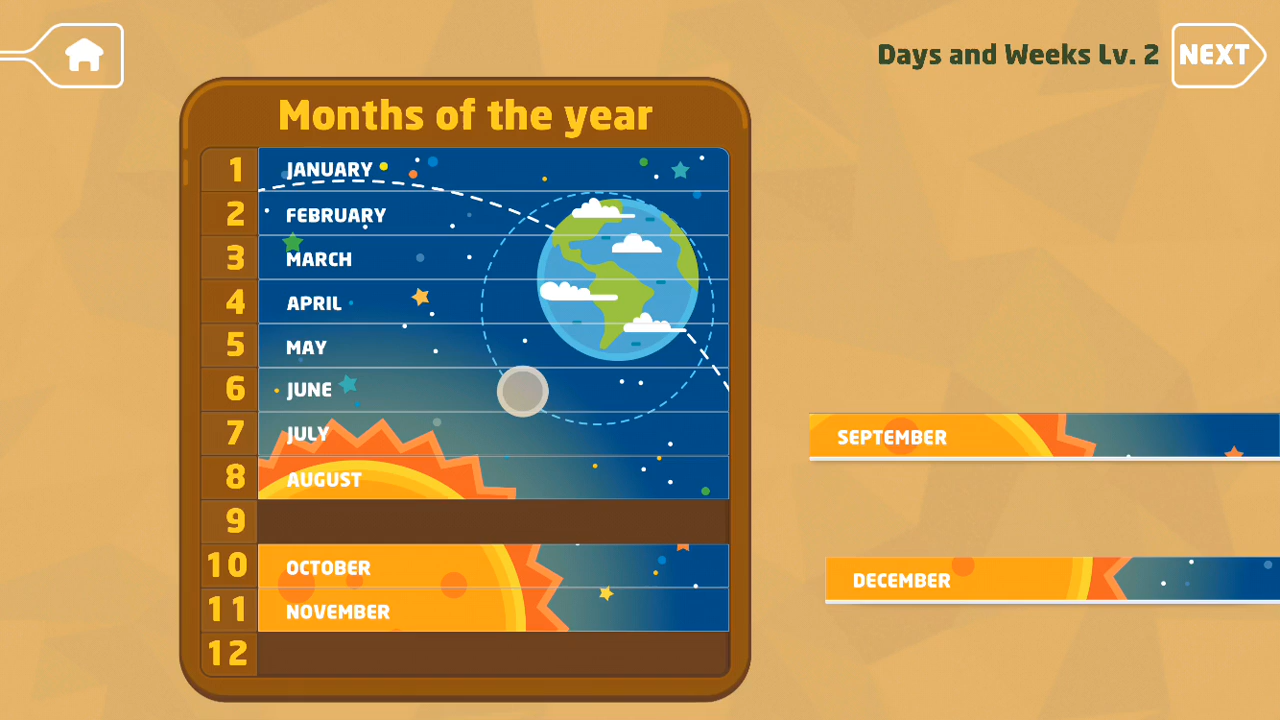 Days and Weeks Lv. 2 NEXT
Months of the year
1 JANUARY
2 FEBRUARY
3 MARCH
4 APRIL
5 MAY
6 JUNE
7 JULY
8 AUGUST
9
10 OCTOBER
11 NOVEMBER
12
SEPTEMBER
DECEMBER